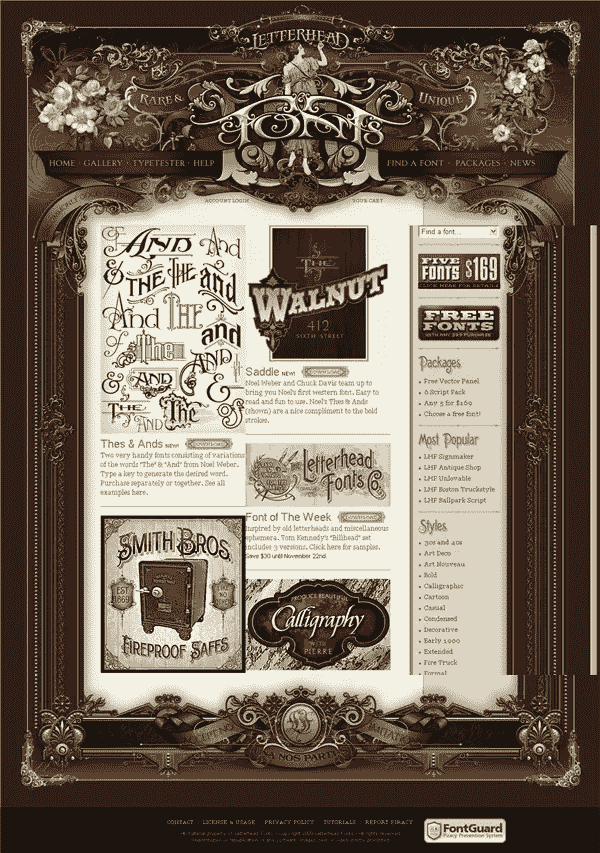 LETTERHEAD
RARE & UNIQUE
FONTS
HOME · GALLERY · TYPETESTER · HELP
FIND A FONT · PACKAGES · NEWS
ACCOUNT LOGIN
YOUR CART
And And
& THE THE and
And THE
and
of Then AND
& AND &
THE AND The
Thes & Ands NEW! DOWNLOAD
Two very handy fonts consisting of variations
of the words "The" & "And" from Noel Weber.
Type a key to generate the desired word.
Purchase separately or together. See all
examples here.
SMITH BROS.
EST
NO
FIREPROOF SAFES
THE
WALNUT
412
SIXTH STREET
Saddle NEW! DOWNLOAD
Noel Weber and Chuck Davis team up to
bring you Noel's first western font. Easy to
read and fun to use. Noel's Thes & Ands
(shown) are a nice compliment to the bold
strokes.
Letterhead
Fonts Co
Font of The Week DOWNLOAD
Inspired by old letterheads and miscellaneous
ephemera. Tom Kennedy's "Billhead" set
includes 3 versions. Click here for samples.
Save $30 until November 22nd.
PRODUCE BEAUTIFUL
Calligraphy
WITH
PIERRE
Find a font...
FIVE FONTS $169
CLICK HERE FOR DETAILS
FREE
FONTS
WITH ANY $99 PURCHASE
Packages
Free Vector Panel
6 Script Pack
Any 5 for $169
Choose a free font!
Most Popular
LHF Signmaker
LHF Antique Shop
LHF Unlovable
LHF Boston Truckstyle
LHF Ballpark Script
Styles
30s and 40s
Art Deco
Art Nouveau
Bold
Calligraphic
Cartoon
Casual
Condensed
Decorative
Early 1900
Extended
Fire Truck
Formal
A NOS PART
CONTACT · LICENSE & USAGE · PRIVACY POLICY · TUTORIALS · REPORT PIRACY
FontGuard
Piracy Prevention System